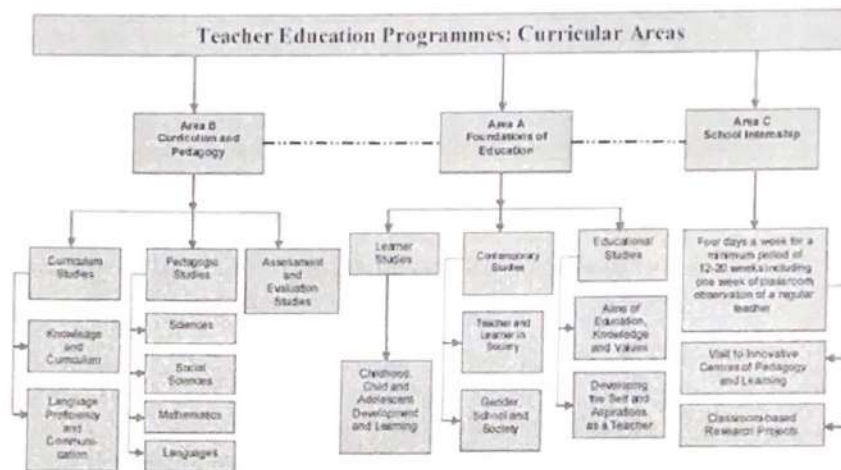 Teacher Education Programmes: Curricular Areas
Area B
Curriculum and
Pedagogy
Area A
Foundations of
Education
Area C
School Internship
Curriculum
Studies
Pedagogic
Studies
Assessment
and
Evaluation
Studies
Learner
Studies
Contemporary
Studies
Educational
Studies
Four days a week for a
minimum period of
12-20 weeks including
one week of classroom
observation of a regular
teacher
Knowledge
and
Curriculum
Language
Proficiency
and
Communi-
cation
Sciences
Social
Sciences
Mathematics
Languages
Childhood,
Child and
Adolescent
Development
and Learning
Teacher and
Learner in
Society
Gender,
School and
Society
Aims of
Education,
Knowledge
and Values
Developing
the Self and
Aspirations
as a Teacher
Visit to Innovative
Centres of Pedagogy
and Learning
Classroom-based
Research Projects